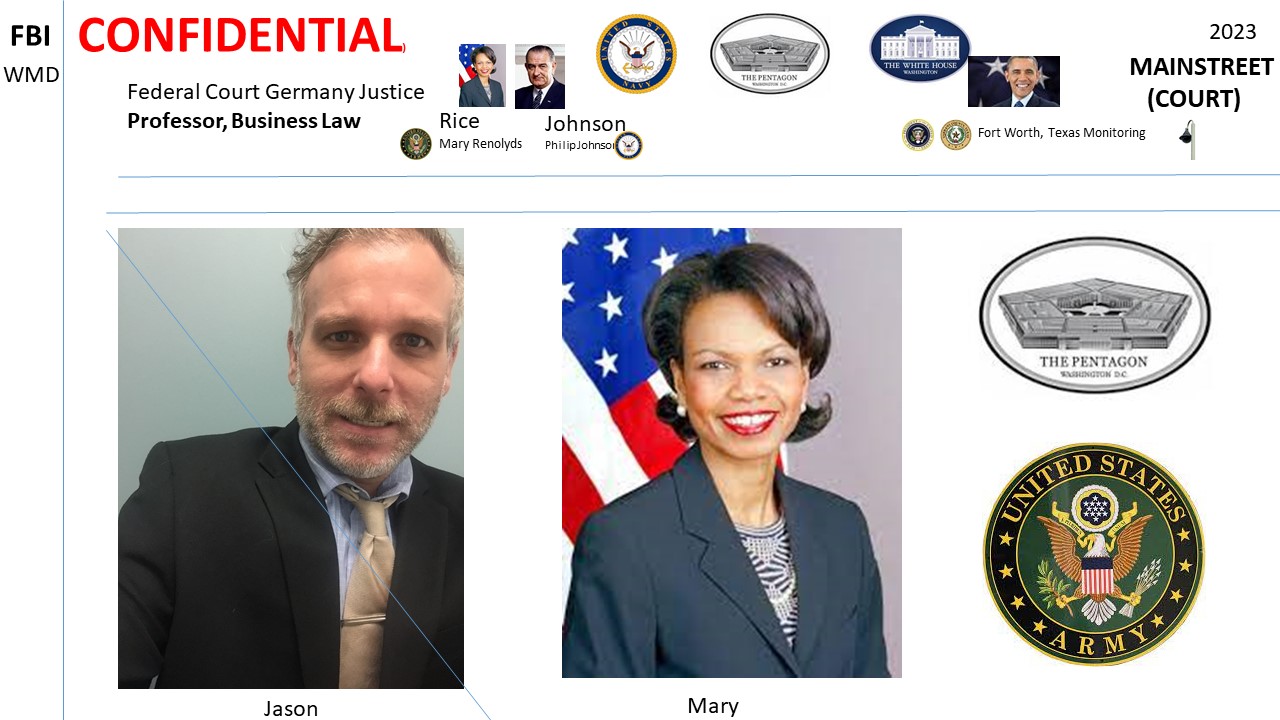 FBI
WMD
CONFIDENTIAL)
Federal Court Germany Justice
Professor, Business Law
Rice
Mary Renolyds
Johnson
PhilipJohnson
UNITED STATES
NAVY
THE PENTAGON
WASHINGTON D.C.
THE WHITE HOUSE
WASHINGTON
2023
MAINSTREET
(COURT)
Fort Worth, Texas Monitoring
THE PENTAGON
WASHINGTON D.C.
UNITED STATES
ARMY
Jason
Mary